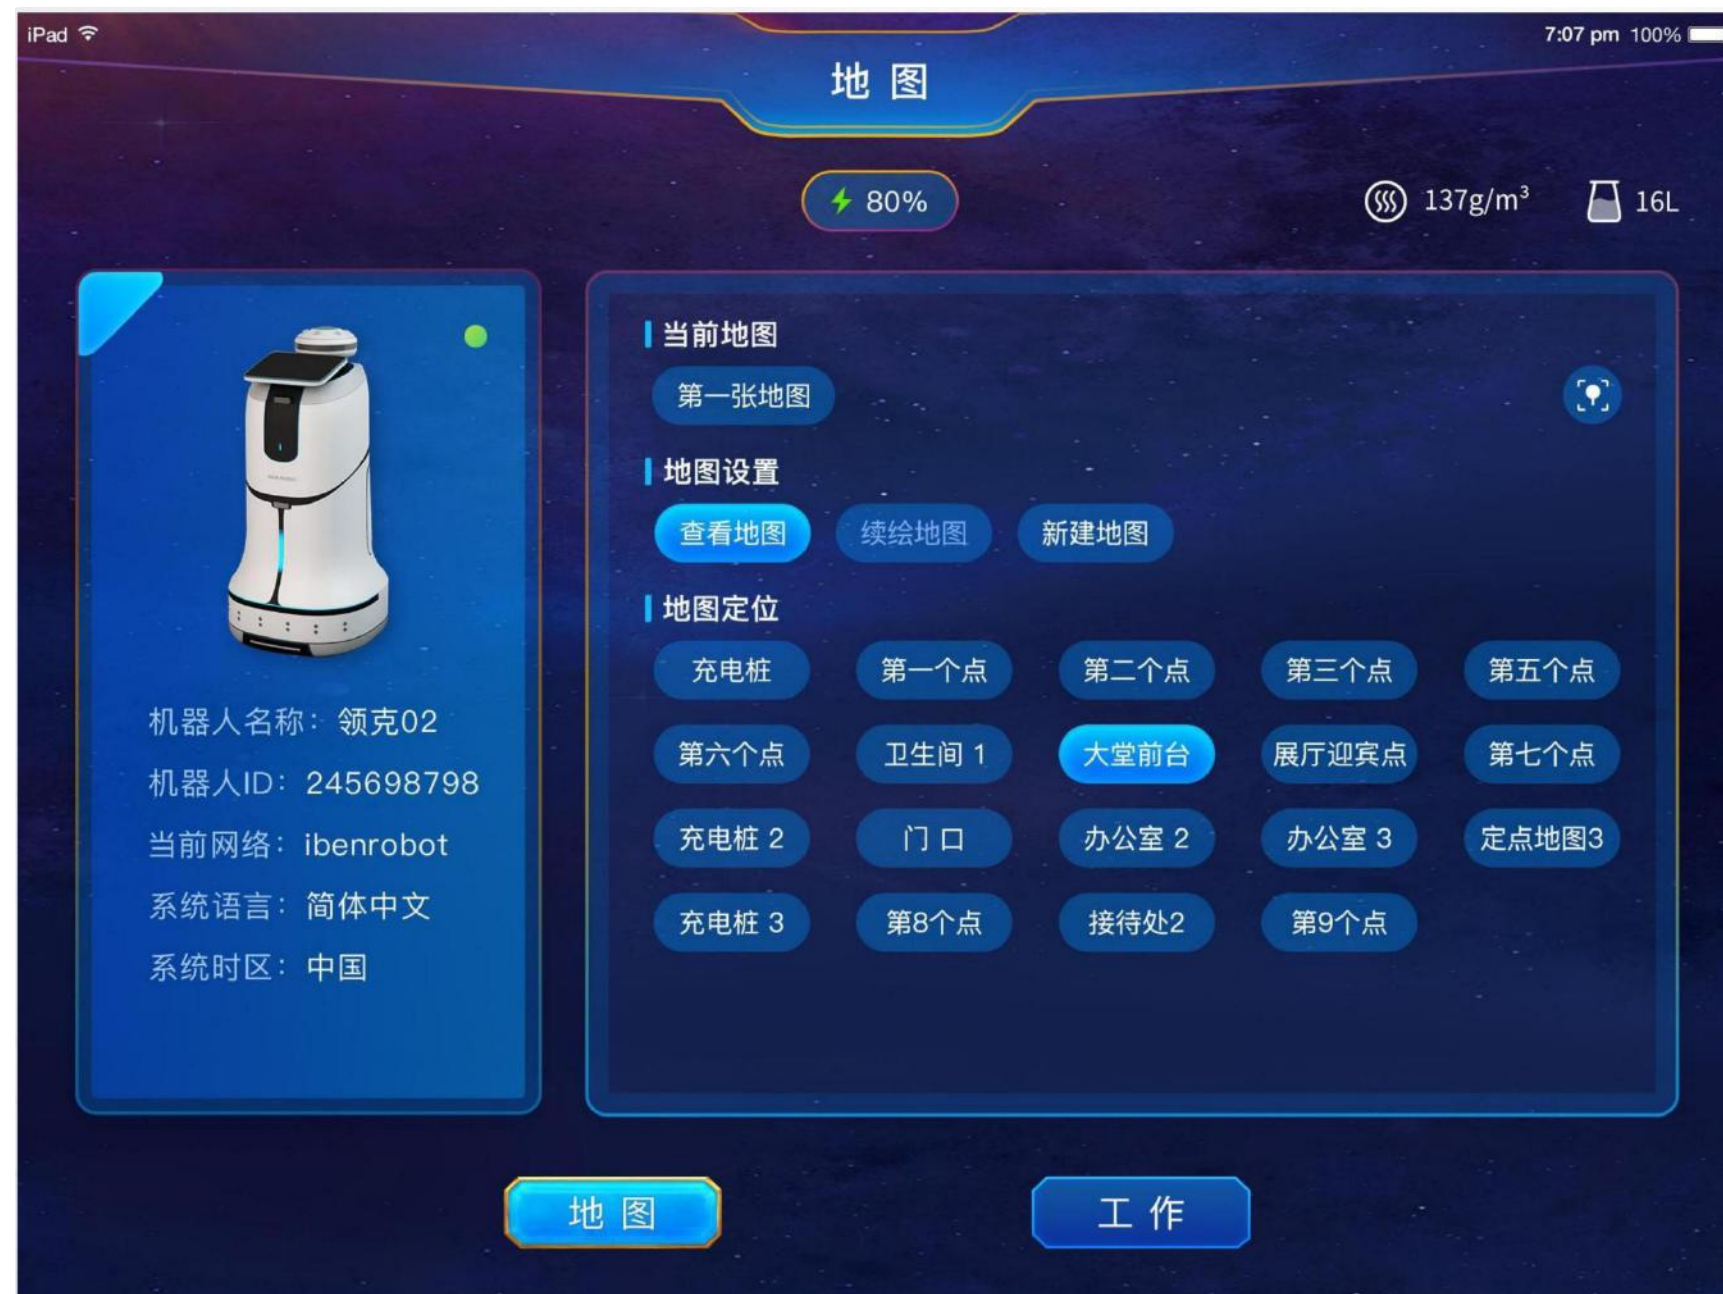 iPad
7:07 pm 100%
地图
80%
137g/m³
16L
机器人名称：领克02
机器人ID：245698798
当前网络：ibenrobot
系统语言：简体中文
系统时区：中国
当前地图
第一张地图
地图设置
查看地图 续绘地图 新建地图
地图定位
充电桩 第一个点 第二个点 第三个点 第五个点
第六个点 卫生间 1 大堂前台 展厅迎宾点 第七个点
充电桩 2 门口 办公室 2 办公室 3 定点地图3
充电桩 3 第8个点 接待处2 第9个点
地图
工作